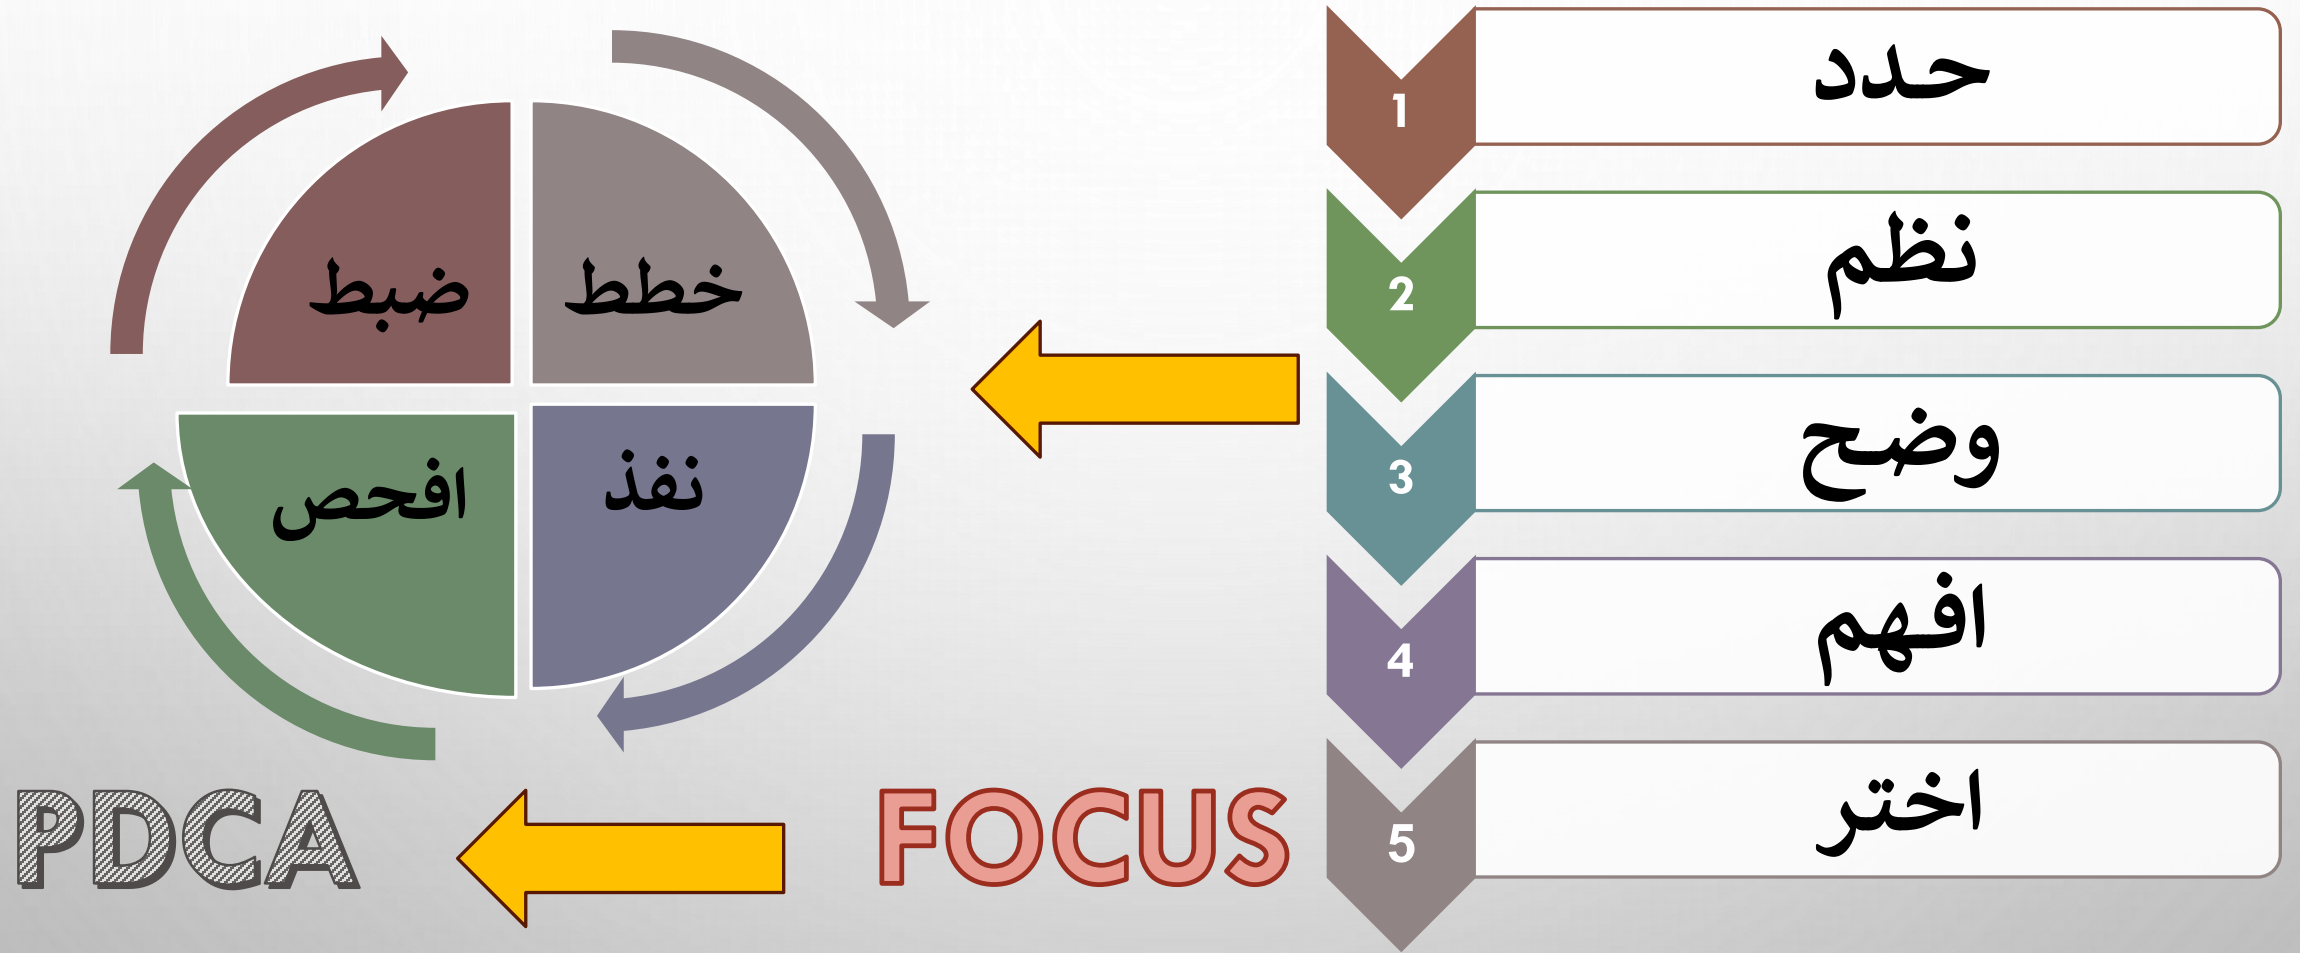 1
حدد
2
نظم
3
وضح
4
افهم
5
اختر
خطط
نفذ
افحص
ضبط
FOCUS
PDCA